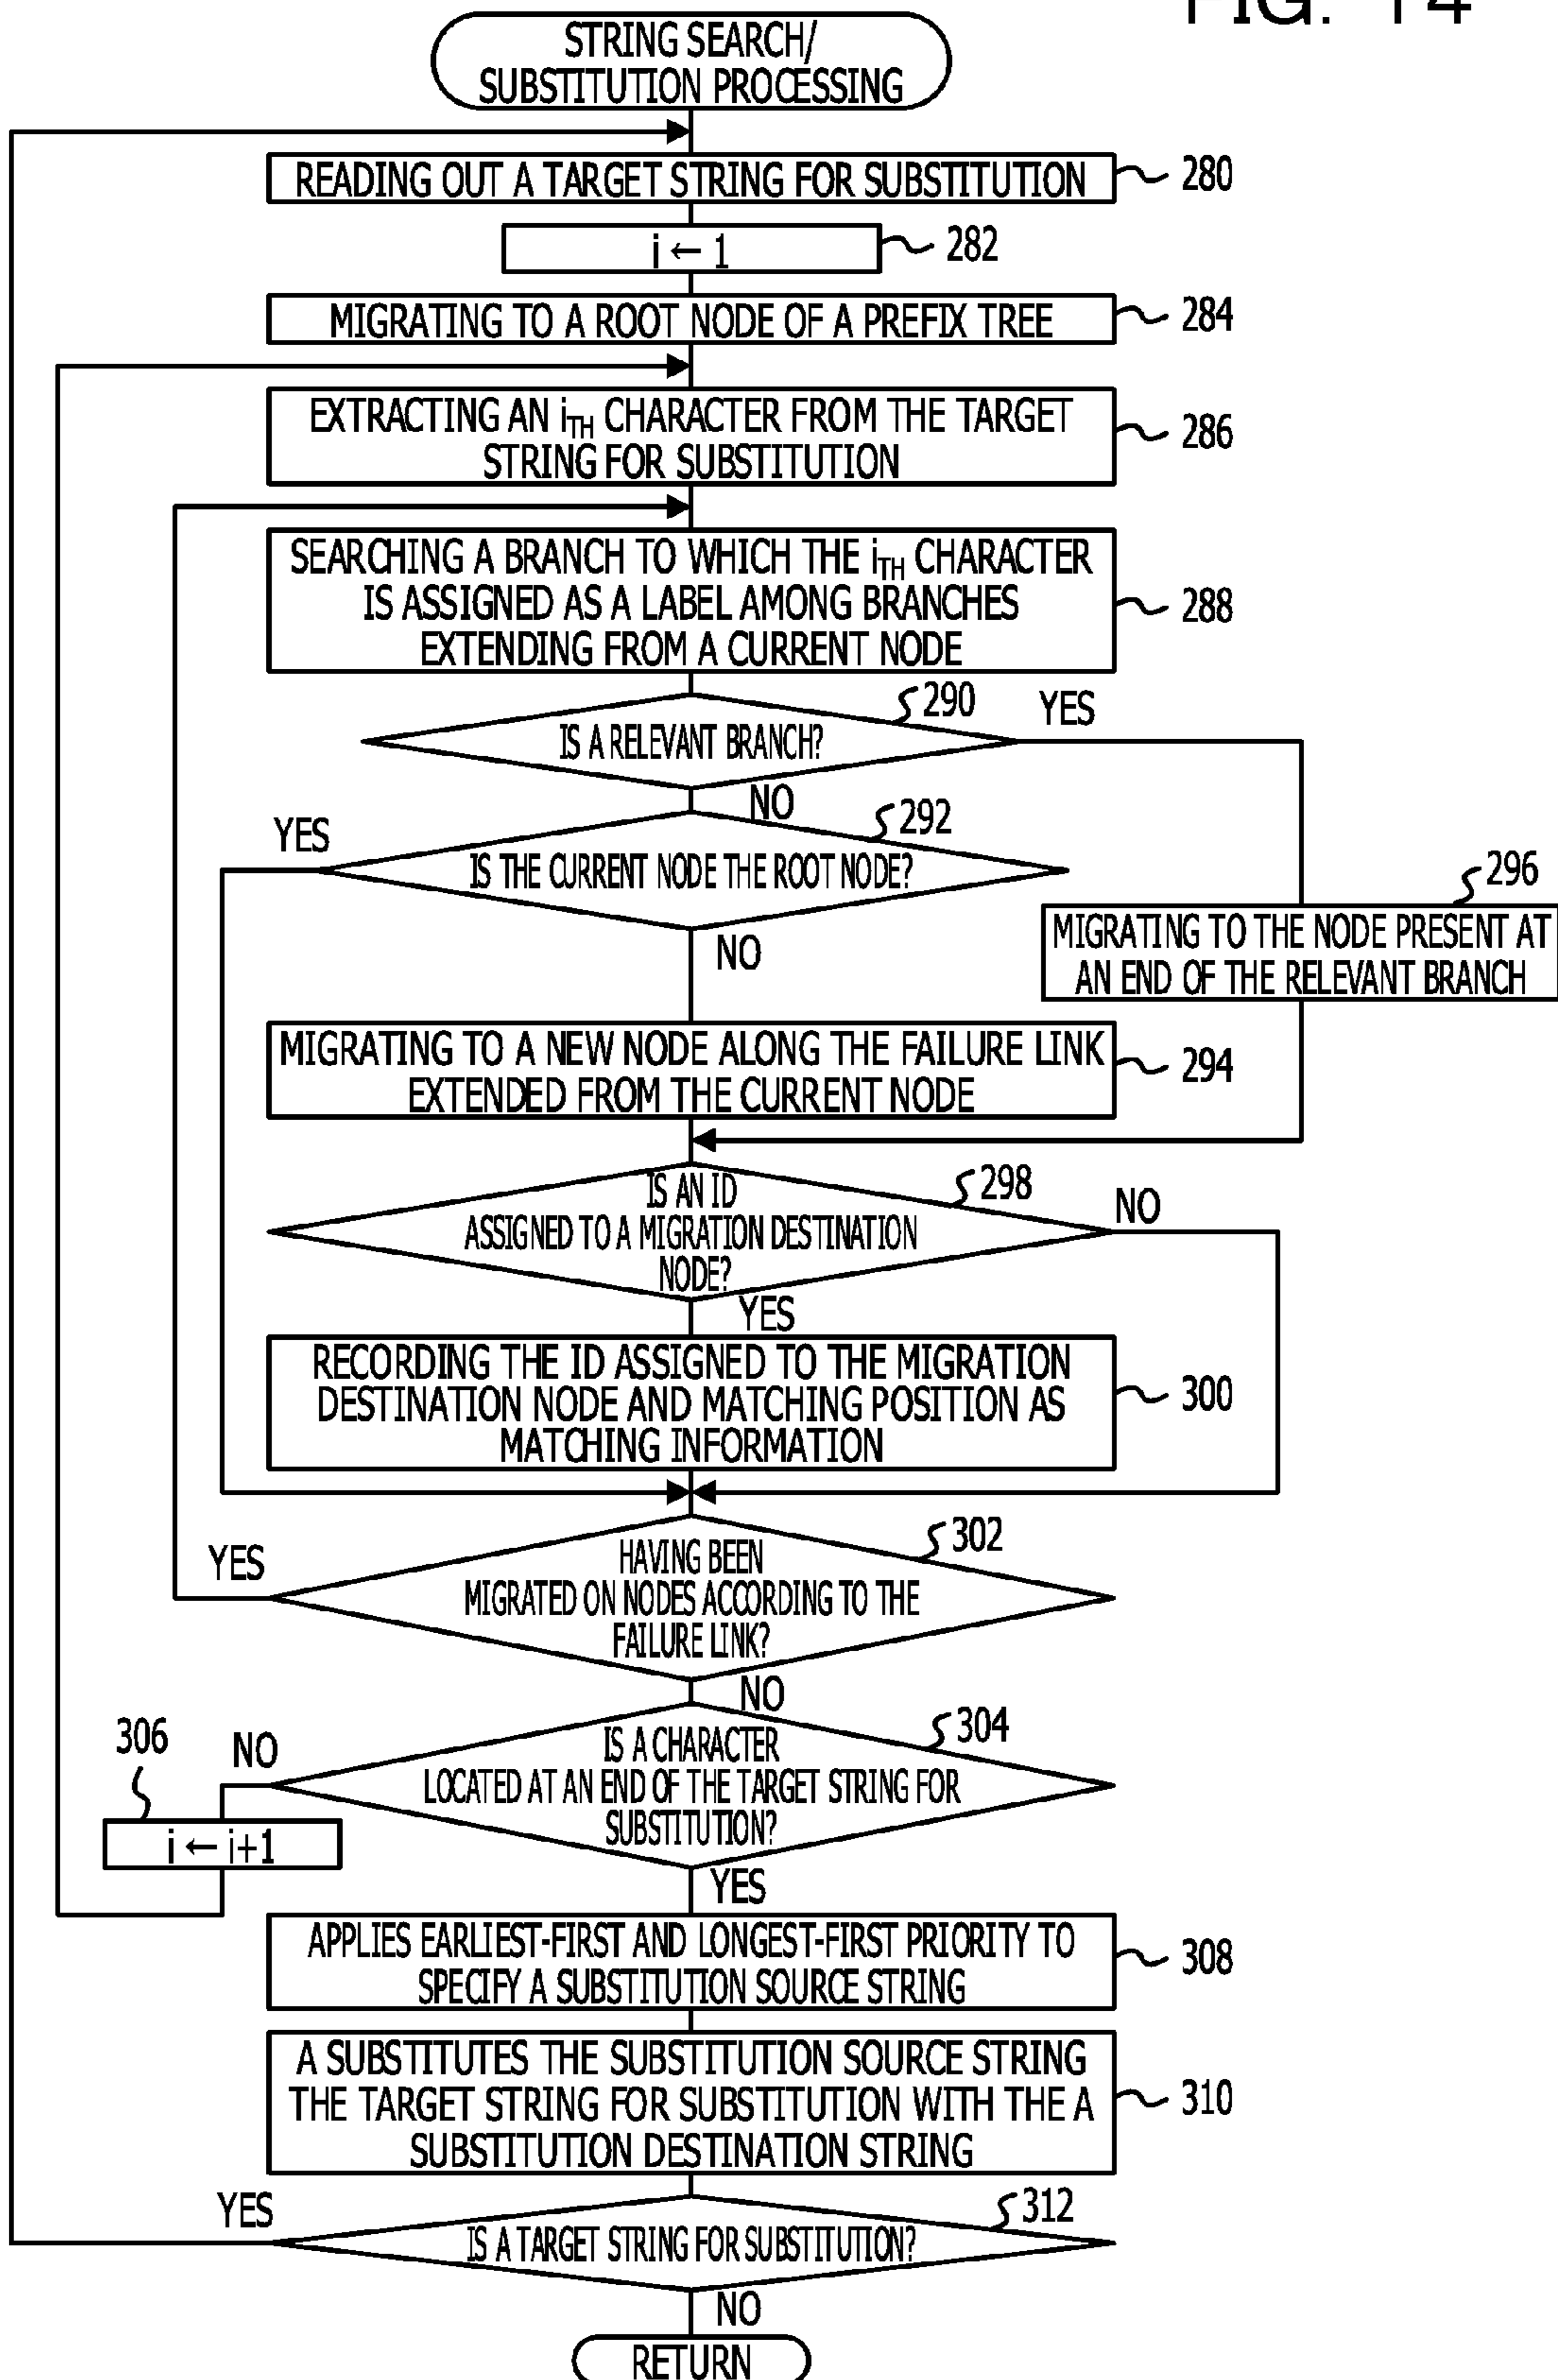 FIG. 14
STRING SEARCH/
SUBSTITUTION PROCESSING
READING OUT A TARGET STRING FOR SUBSTITUTION
280
i ← 1
282
MIGRATING TO A ROOT NODE OF A PREFIX TREE
284
EXTRACTING AN iTH CHARACTER FROM THE TARGET
STRING FOR SUBSTITUTION
286
SEARCHING A BRANCH TO WHICH THE iTH CHARACTER
IS ASSIGNED AS A LABEL AMONG BRANCHES
EXTENDING FROM A CURRENT NODE
288
290
YES
IS A RELEVANT BRANCH?
NO
292
YES
IS THE CURRENT NODE THE ROOT NODE?
NO
296
MIGRATING TO THE NODE PRESENT AT
AN END OF THE RELEVANT BRANCH
MIGRATING TO A NEW NODE ALONG THE FAILURE LINK
EXTENDED FROM THE CURRENT NODE
294
298
NO
IS AN ID
ASSIGNED TO A MIGRATION DESTINATION
NODE?
YES
RECORDING THE ID ASSIGNED TO THE MIGRATION
DESTINATION NODE AND MATCHING POSITION AS
MATCHING INFORMATION
300
302
YES
HAVING BEEN
MIGRATED ON NODES ACCORDING TO THE
FAILURE LINK?
NO
304
306
NO
IS A CHARACTER
LOCATED AT AN END OF THE TARGET STRING FOR
SUBSTITUTION?
i ← i+1
YES
APPLIES EARLIEST-FIRST AND LONGEST-FIRST PRIORITY TO
SPECIFY A SUBSTITUTION SOURCE STRING
308
A SUBSTITUTES THE SUBSTITUTION SOURCE STRING
THE TARGET STRING FOR SUBSTITUTION WITH THE A
SUBSTITUTION DESTINATION STRING
310
YES
312
IS A TARGET STRING FOR SUBSTITUTION?
NO
RETURN